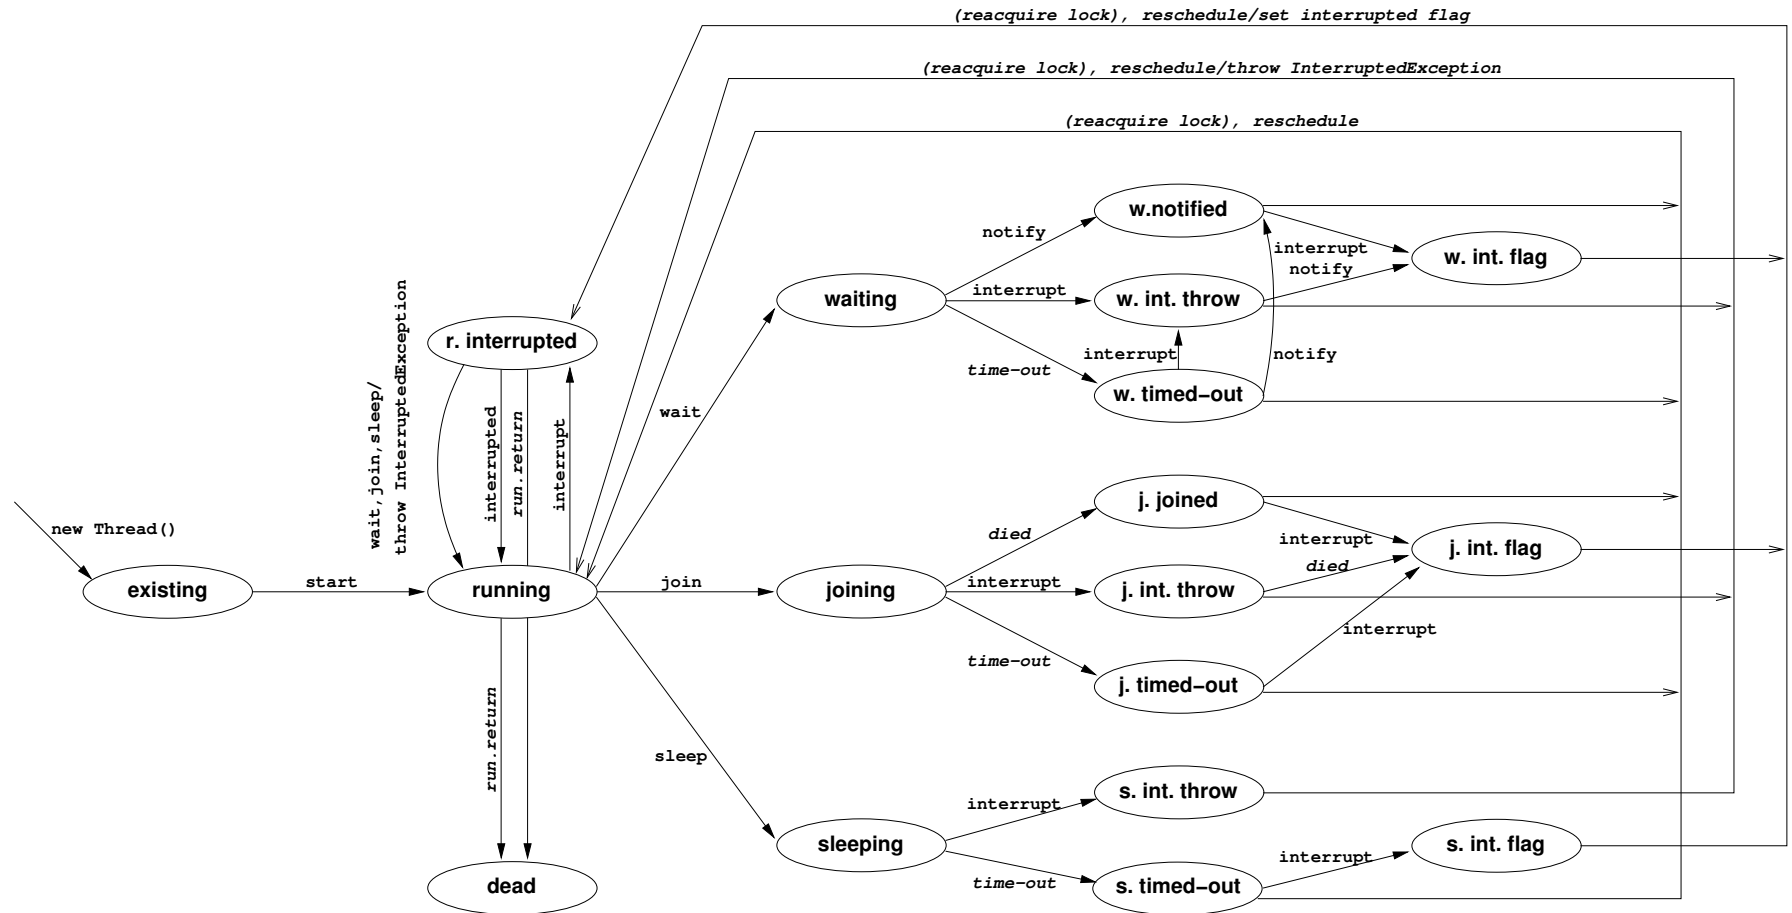 (reacquire lock), reschedule/set interrupted flag
(reacquire lock), reschedule/throw InterruptedException
(reacquire lock), reschedule
w.notified
notify
interrupt
w. int. flag
notify
waiting
interrupt
w. int. throw
r. interrupted
wait,join,sleep/
throw InterruptedException
interrupt
notify
time-out
w. timed-out
wait
interrupted
run.return
interrupt
j. joined
new Thread()
died
interrupt
j. int. flag
died
existing
start
running
join
joining
interrupt
j. int. throw
interrupt
time-out
j. timed-out
run.return
sleep
s. int. throw
interrupt
sleeping
interrupt
s. int. flag
time-out
s. timed-out
dead